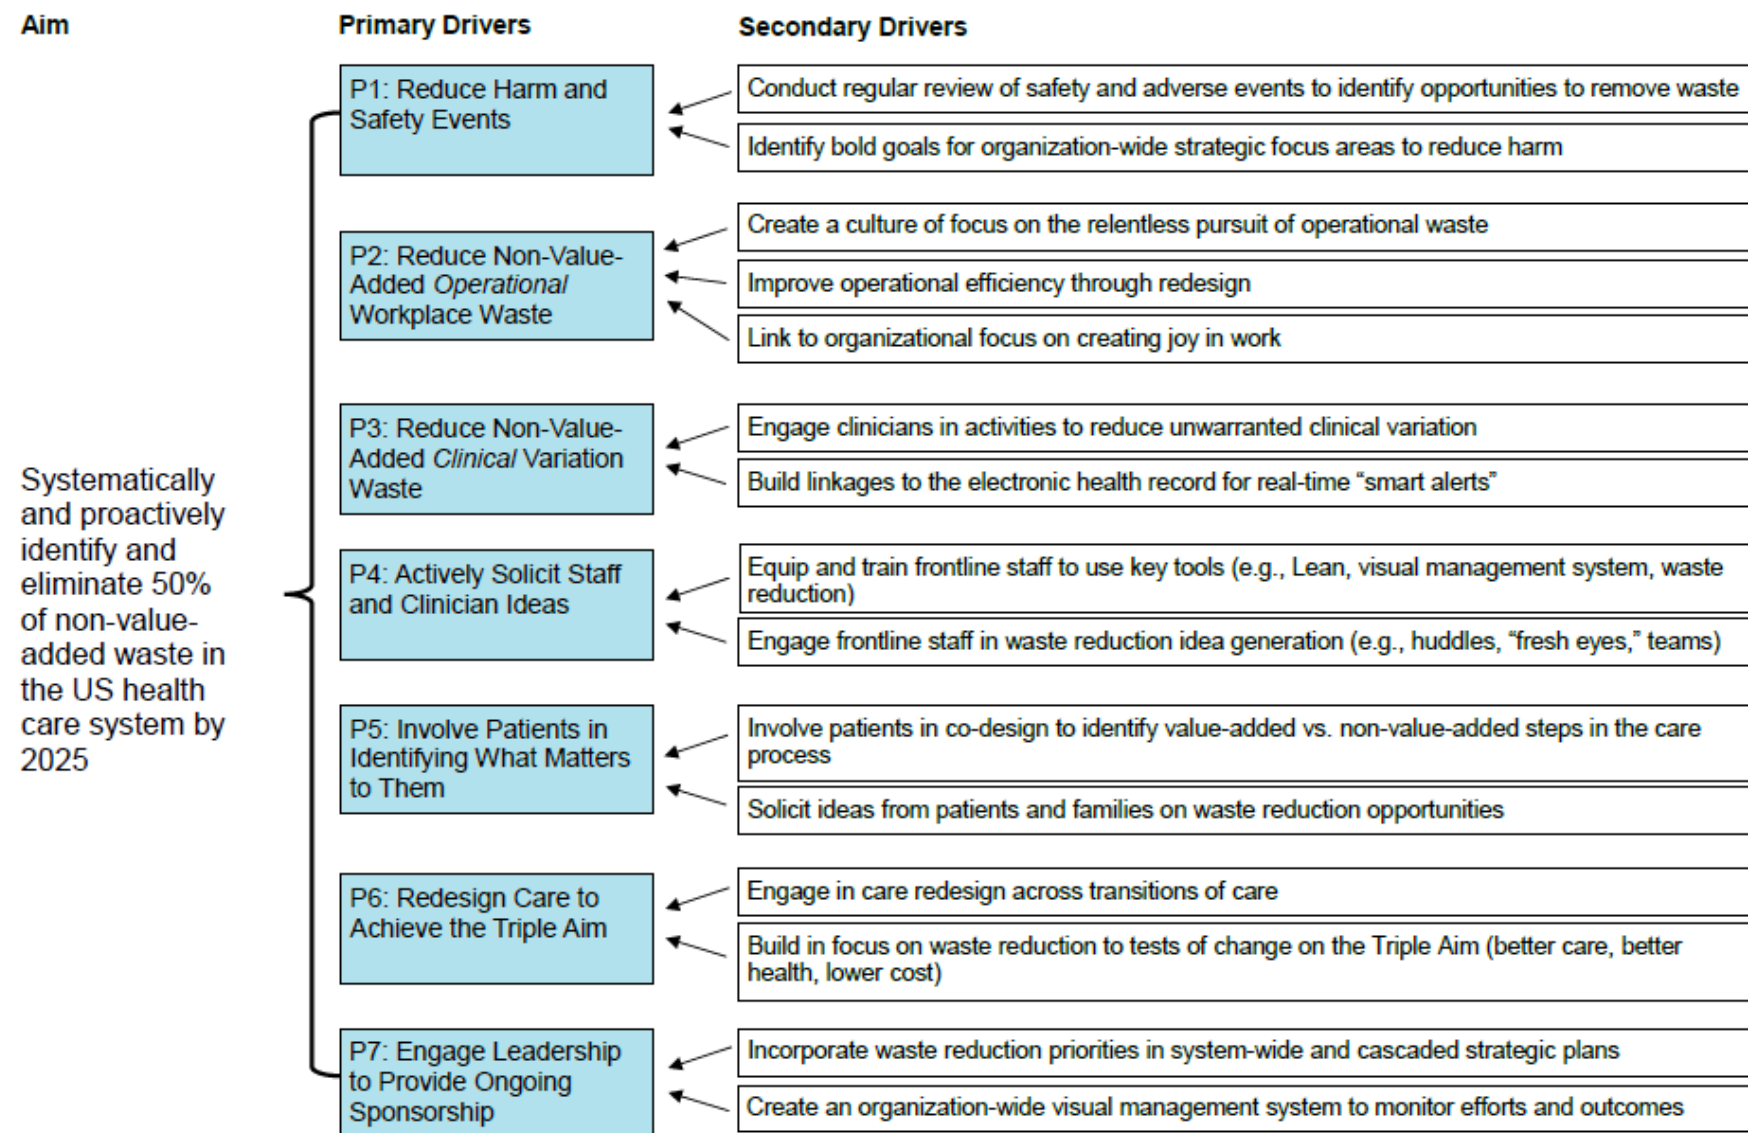 Aim
Primary Drivers
Secondary Drivers
Systematically
and proactively
identify and
eliminate 50%
of non-value-
added waste in
the US health
care system by
2025
P1: Reduce Harm and
Safety Events
Conduct regular review of safety and adverse events to identify opportunities to remove waste
Identify bold goals for organization-wide strategic focus areas to reduce harm
P2: Reduce Non-Value-
Added Operational
Workplace Waste
Create a culture of focus on the relentless pursuit of operational waste
Improve operational efficiency through redesign
Link to organizational focus on creating joy in work
P3: Reduce Non-Value-
Added Clinical Variation
Waste
Engage clinicians in activities to reduce unwarranted clinical variation
Build linkages to the electronic health record for real-time “smart alerts”
P4: Actively Solicit Staff
and Clinician Ideas
Equip and train frontline staff to use key tools (e.g., Lean, visual management system, waste
reduction)
Engage frontline staff in waste reduction idea generation (e.g., huddles, “fresh eyes,” teams)
P5: Involve Patients in
Identifying What Matters
to Them
Involve patients in co-design to identify value-added vs. non-value-added steps in the care
process
Solicit ideas from patients and families on waste reduction opportunities
P6: Redesign Care to
Achieve the Triple Aim
Engage in care redesign across transitions of care
Build in focus on waste reduction to tests of change on the Triple Aim (better care, better
health, lower cost)
P7: Engage Leadership
to Provide Ongoing
Sponsorship
Incorporate waste reduction priorities in system-wide and cascaded strategic plans
Create an organization-wide visual management system to monitor efforts and outcomes